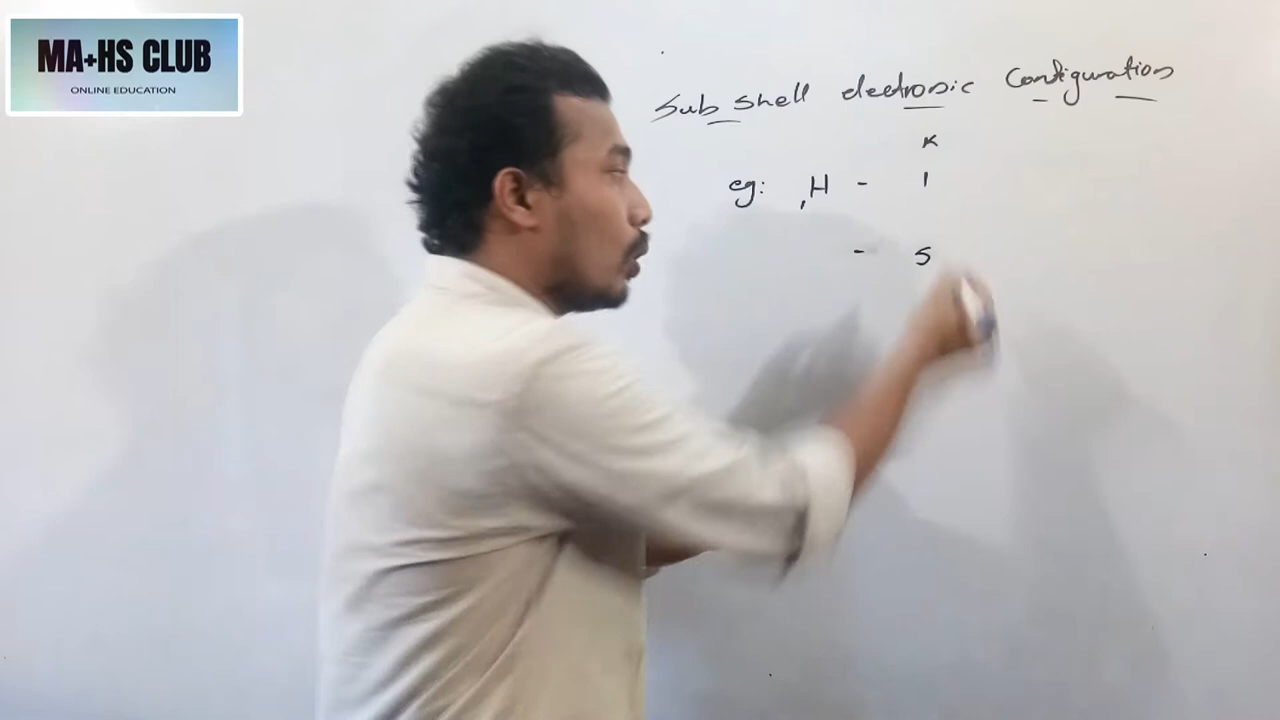 MA+HS CLUB
ONLINE EDUCATION
Sub shell electronic configuration
K
eg: ₁H - 1
- s